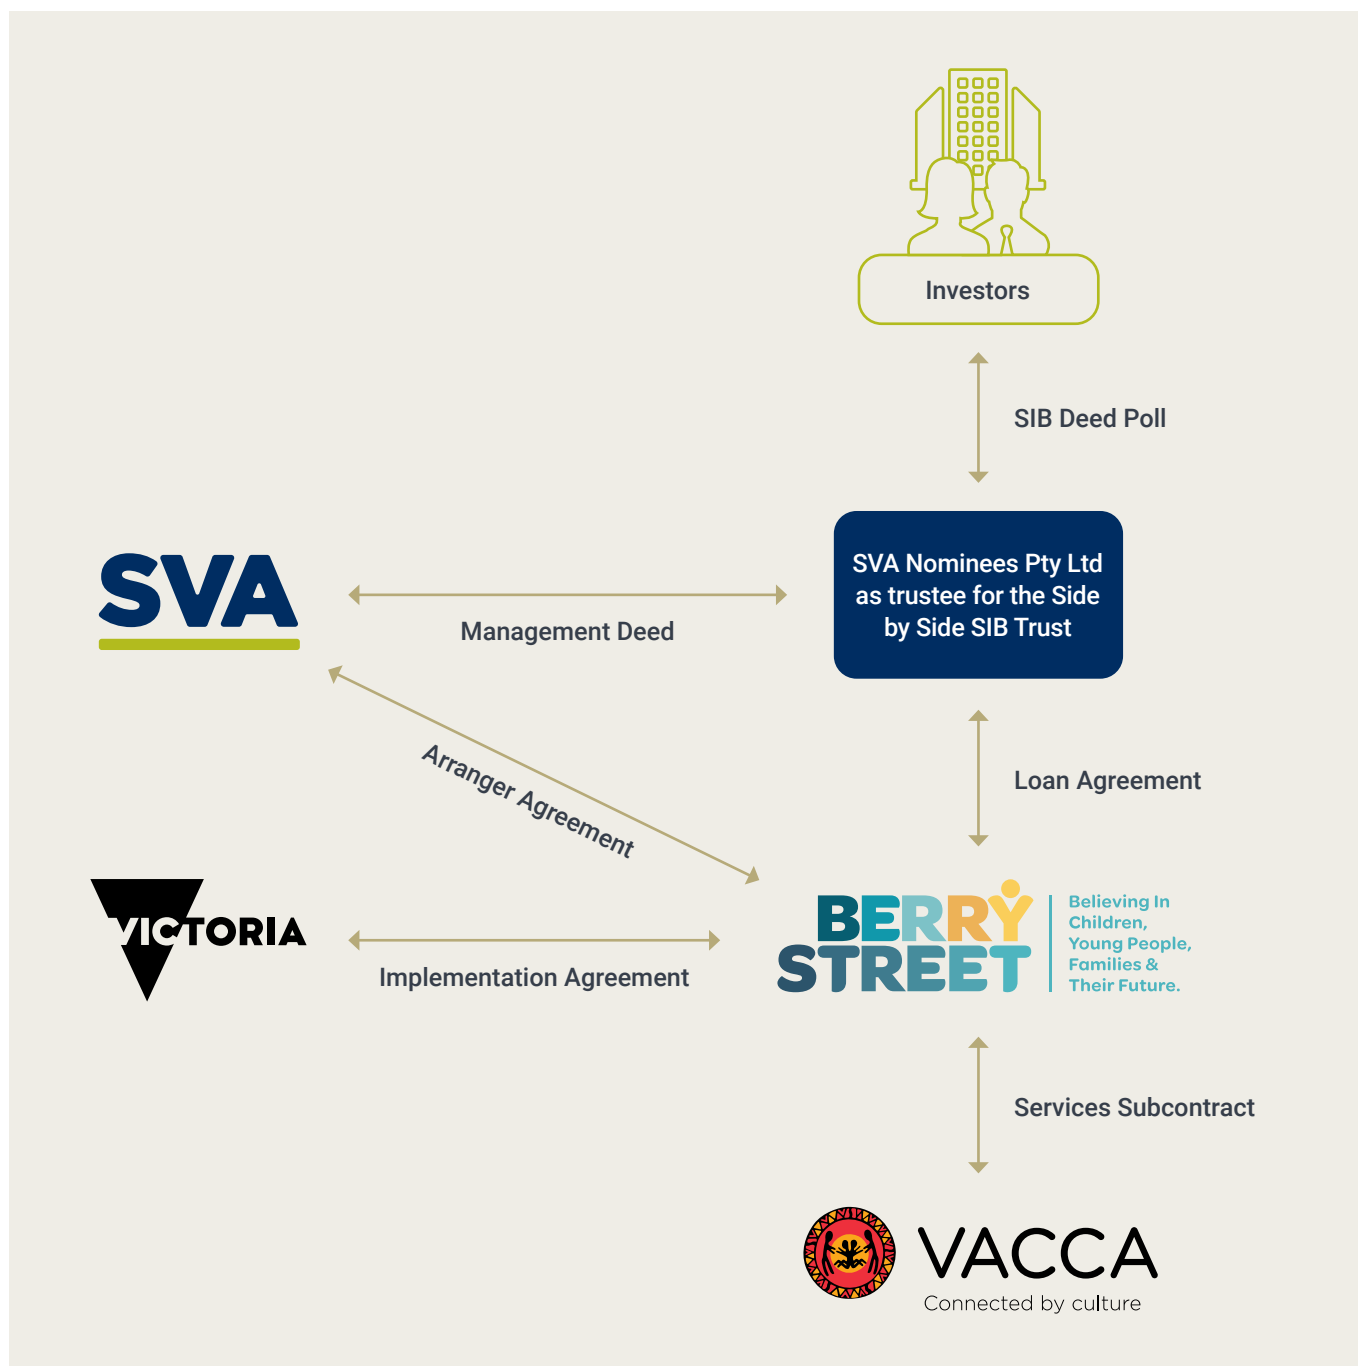 Investors
SIB Deed Poll
SVA
Management Deed
SVA Nominees Pty Ltd
as trustee for the Side
by Side SIB Trust
Arranger Agreement
Loan Agreement
VICTORIA
Implementation Agreement
BERRY
STREET
Believing In
Children,
Young People,
Families &
Their Future.
Services Subcontract
VACCA
Connected by culture